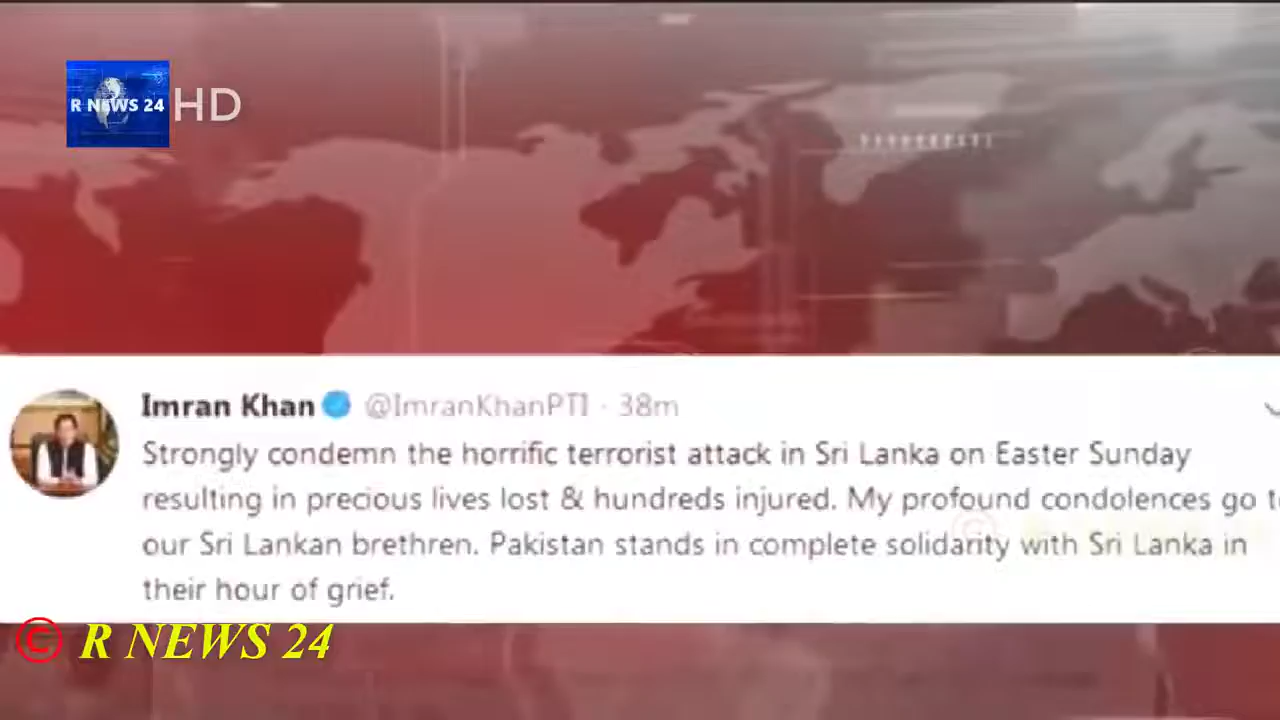 R NEWS 24 HD
Imran Khan @ImranKhanPTI · 38m
Strongly condemn the horrific terrorist attack in Sri Lanka on Easter Sunday
resulting in precious lives lost & hundreds injured. My profound condolences go
our Sri Lankan brethren. Pakistan stands in complete solidarity with Sri Lanka in
their hour of grief.
© R NEWS 24